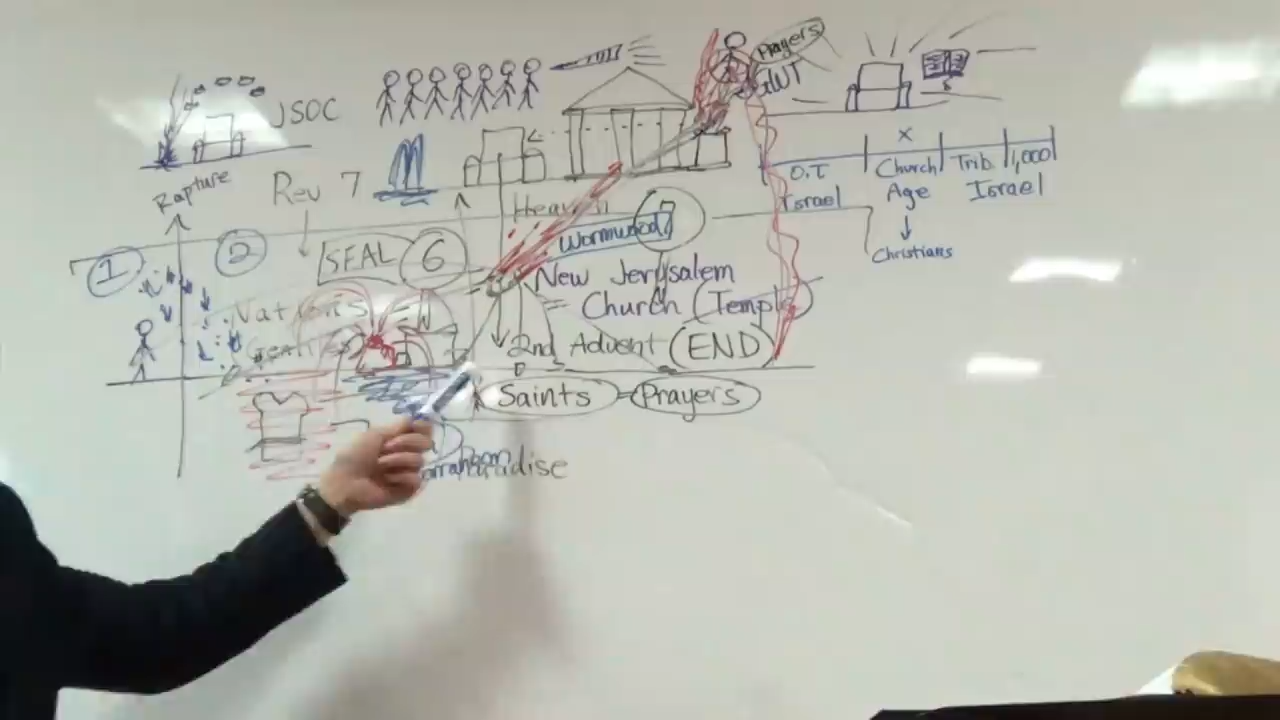 Prayers
GWT
JSOC
Rapture
Rev 7
Heaven
O.T
Israel
X
Church
Age
Trib.
1,000
Israel
Christians
1
2
SEAL
6
7
Wormwood
New Jerusalem
Church (Temple)
Nations
2nd Advent (END)
Saints = Prayers